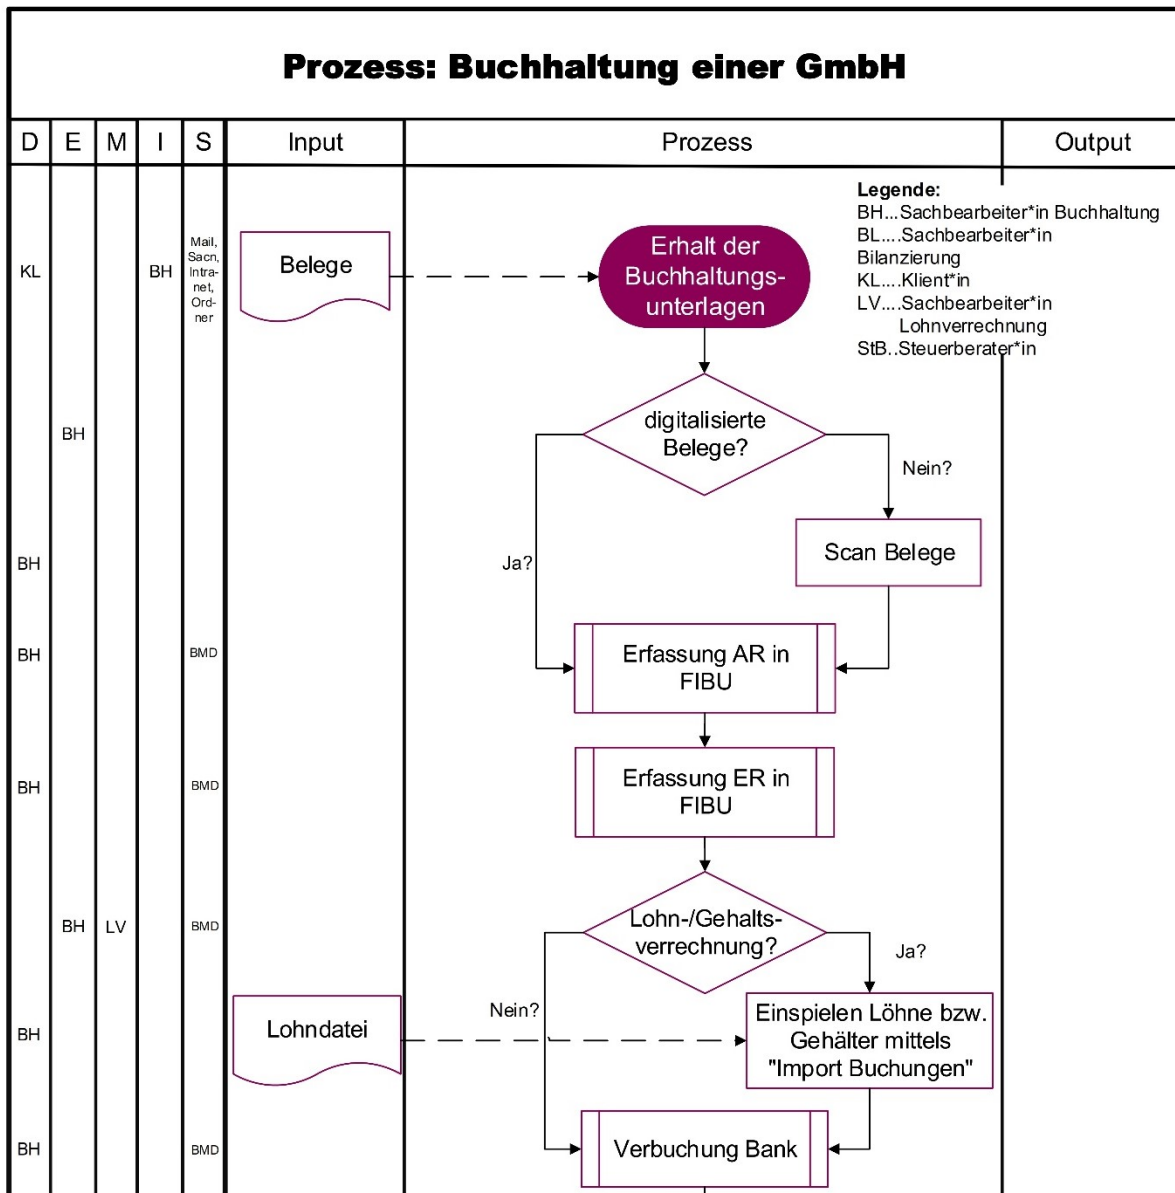 Prozess: Buchhaltung einer GmbH
D E M I S Input Prozess Output
Legende:
BH...Sachbearbeiter*in Buchhaltung
BL....Sachbearbeiter*in
Bilanzierung
KL....Klient*in
LV....Sachbearbeiter*in
Lohnverrechnung
StB..Steuerberater*in
KL
BH
Mail,
Sacn,
Intra-
net,
Ord-
ner
Belege
Erhalt der
Buchhaltungs-
unterlagen
BH
digitalisierte
Belege?
Nein?
BH
Ja?
Scan Belege
BH
BMD
Erfassung AR in
FIBU
BH
BMD
Erfassung ER in
FIBU
BH
LV
BMD
Lohn-/Gehalts-
verrechnung?
Ja?
Nein?
BH
Lohndatei
Einspielen Löhne bzw.
Gehälter mittels
"Import Buchungen"
BH
BMD
Verbuchung Bank